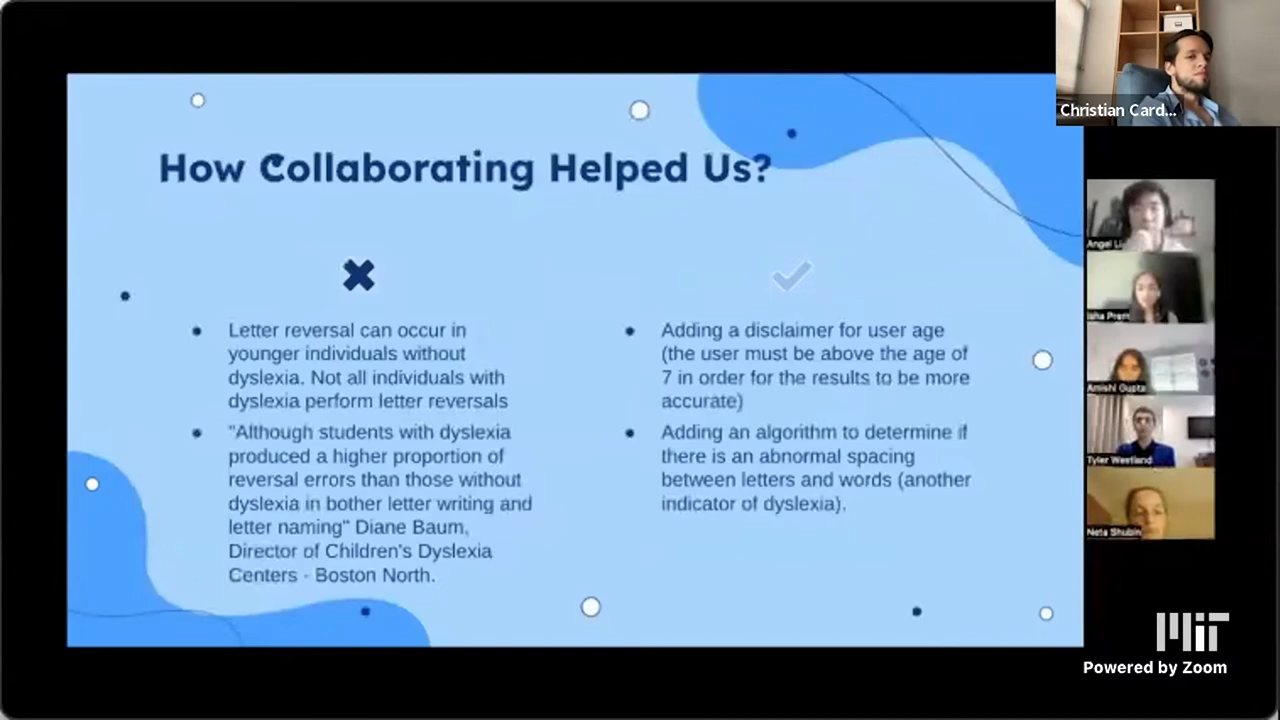 Christian Card...
How Collaborating Helped Us?
Letter reversal can occur in
younger individuals without
dyslexia. Not all individuals with
dyslexia perform letter reversals
"Although students with dyslexia
produced a higher proportion of
reversal errors than those without
dyslexia in bother letter writing and
letter naming" Diane Baum,
Director of Children's Dyslexia
Centers - Boston North.
Adding a disclaimer for user age
(the user must be above the age of
7 in order for the results to be more
accurate)
Adding an algorithm to determine if
there is an abnormal spacing
between letters and words (another
indicator of dyslexia).
Angel Li
Isha Prem
Amishi Gupta
Tyler Westland
Neta Shubin
MIT
Powered by Zoom